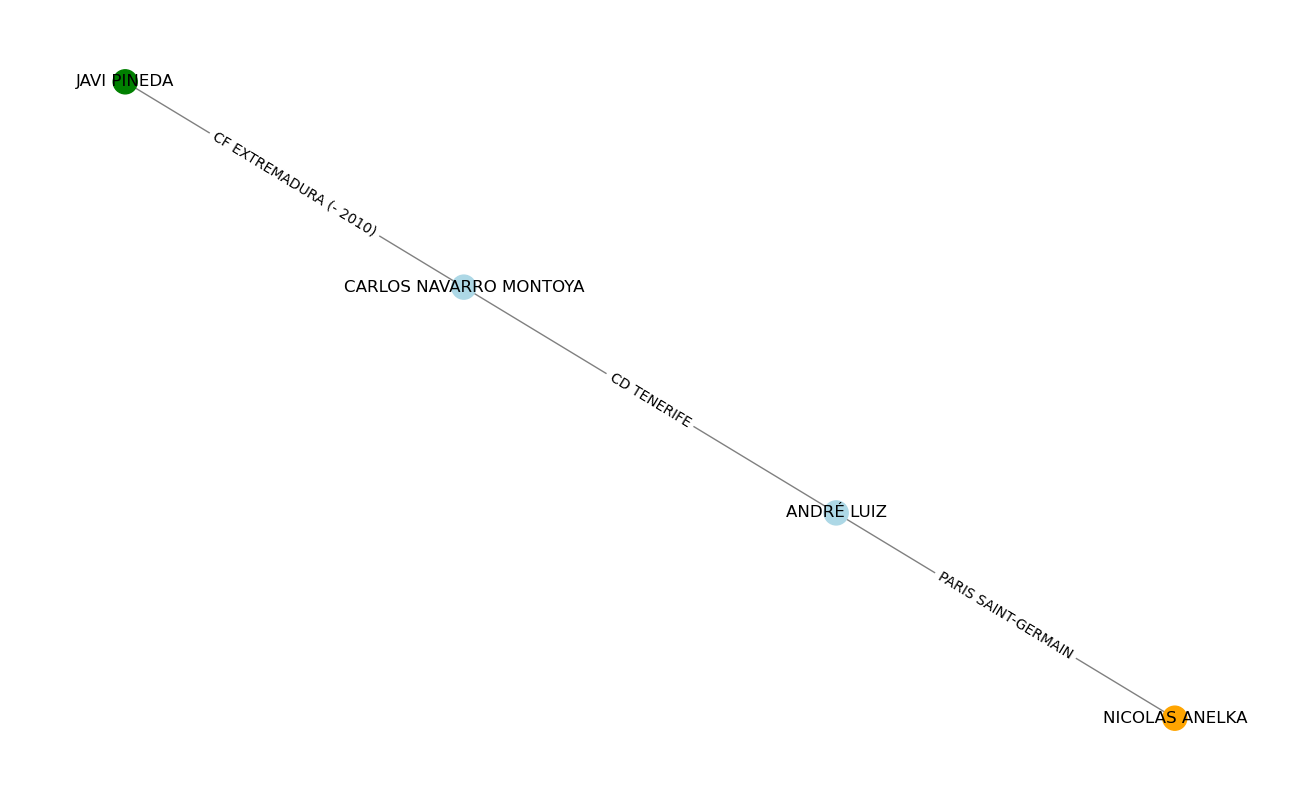 JAVI PINEDA
CF EXTREMADURA (- 2010)
CARLOS NAVARRO MONTOYA
CD TENERIFE
ANDRÉ LUIZ
PARIS SAINT-GERMAIN
NICOLAS ANELKA